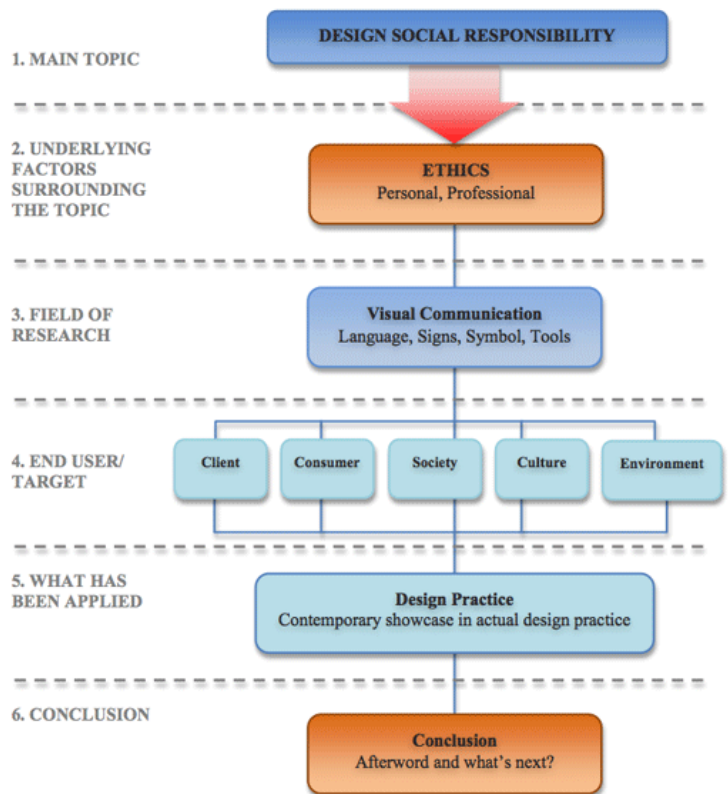 DESIGN SOCIAL RESPONSIBILITY
1. MAIN TOPIC
2. UNDERLYING
FACTORS
SURROUNDING
THE TOPIC
ETHICS
Personal, Professional
3. FIELD OF
RESEARCH
Visual Communication
Language, Signs, Symbol, Tools
4. END USER/
TARGET
Client
Consumer
Society
Culture
Environment
5. WHAT HAS
BEEN APPLIED
Design Practice
Contemporary showcase in actual design practice
6. CONCLUSION
Conclusion
Afterword and what's next?